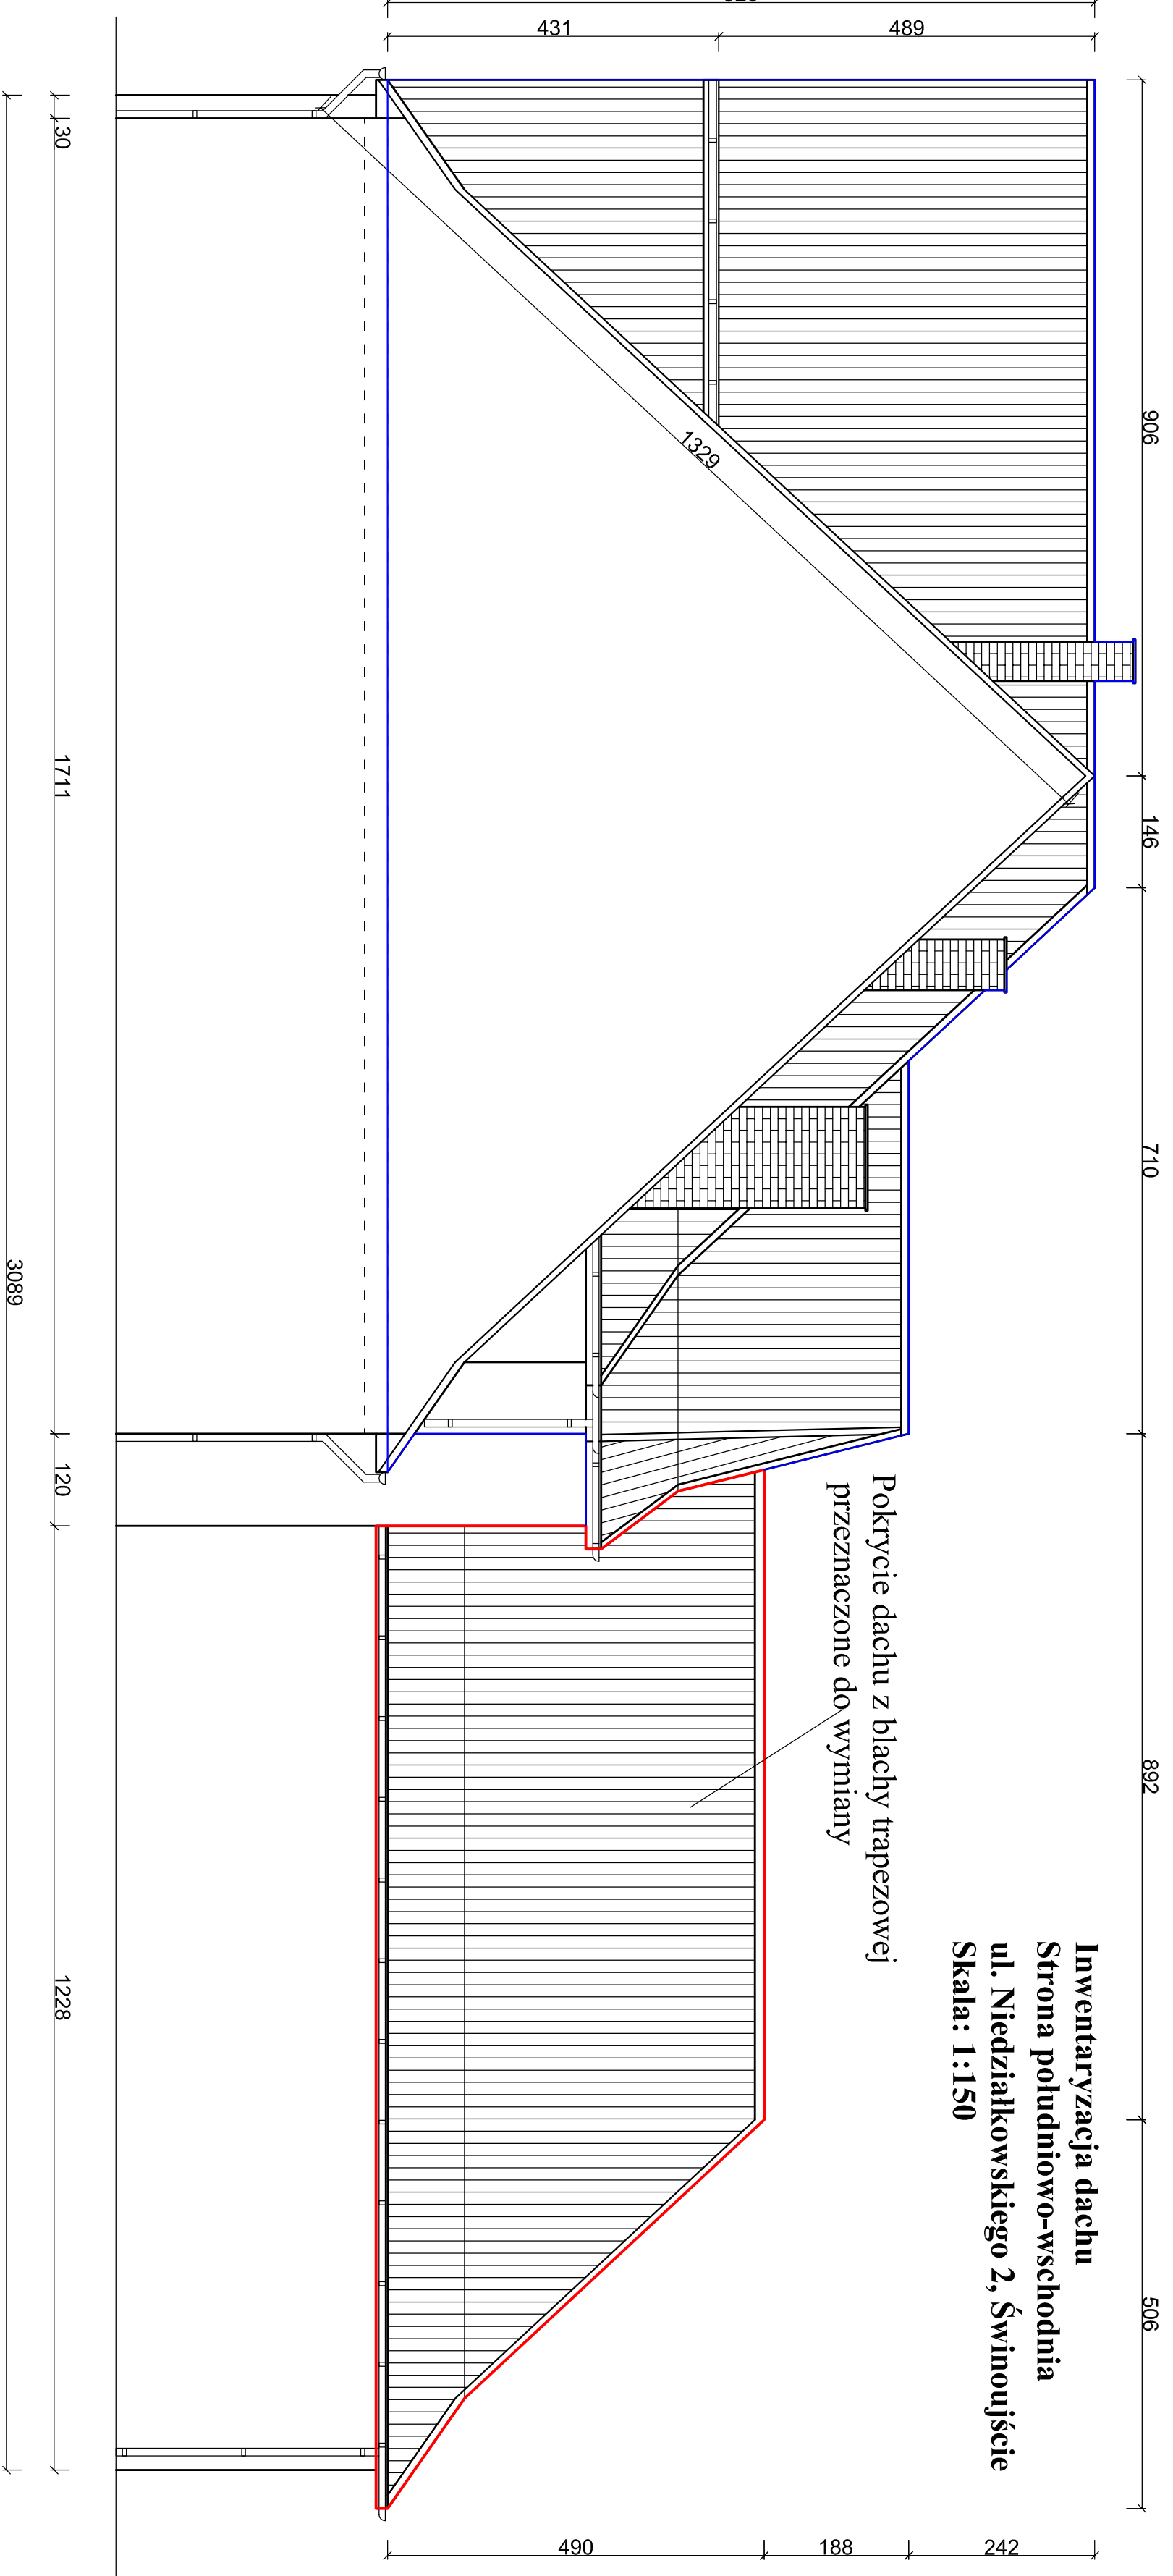 Inwentaryzacja dachu
Strona południowo-wschodnia
ul. Niedziałkowskiego 2, Świnoujście
Skala: 1:150
Pokrycie dachu z blachy trapezowej
przeznaczone do wymiany
906
146
710
892
506
431
489
1329
490
188
242
30
1711
120
1228
3089